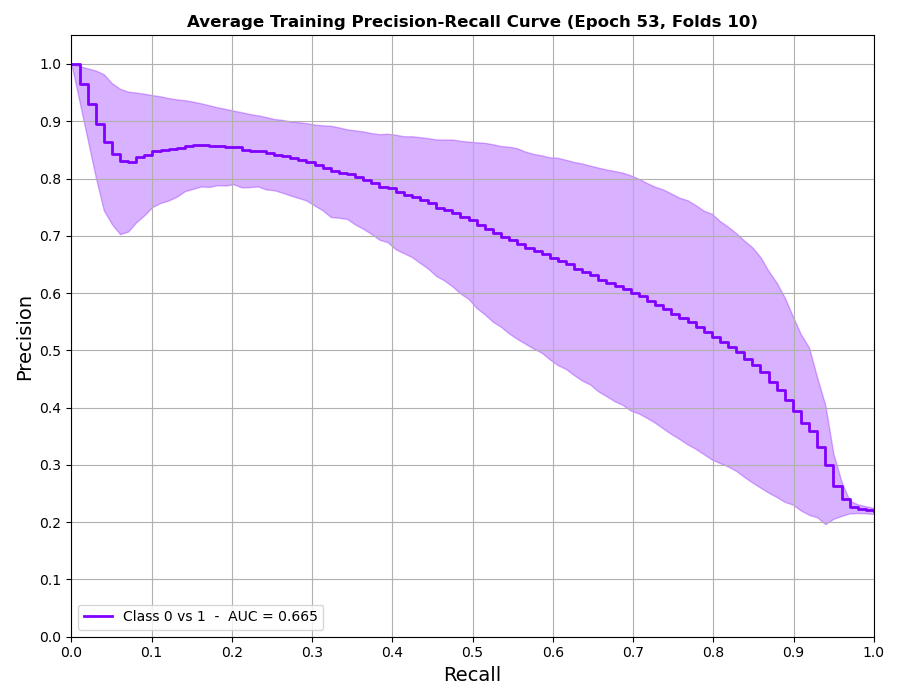 Average Training Precision-Recall Curve (Epoch 53, Folds 10)
Precision
1.0
0.9
0.8
0.7
0.6
0.5
0.4
0.3
0.2
0.1
0.0
Class 0 vs 1 - AUC = 0.665
0.0 0.1 0.2 0.3 0.4 0.5 0.6 0.7 0.8 0.9 1.0
Recall